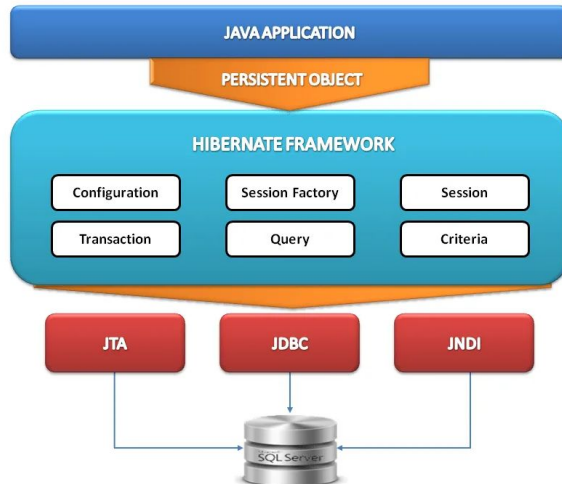 JAVA APPLICATION
PERSISTENT OBJECT
HIBERNATE FRAMEWORK
Configuration
Session Factory
Session
Transaction
Query
Criteria
JTA
JDBC
JNDI
SQL Server